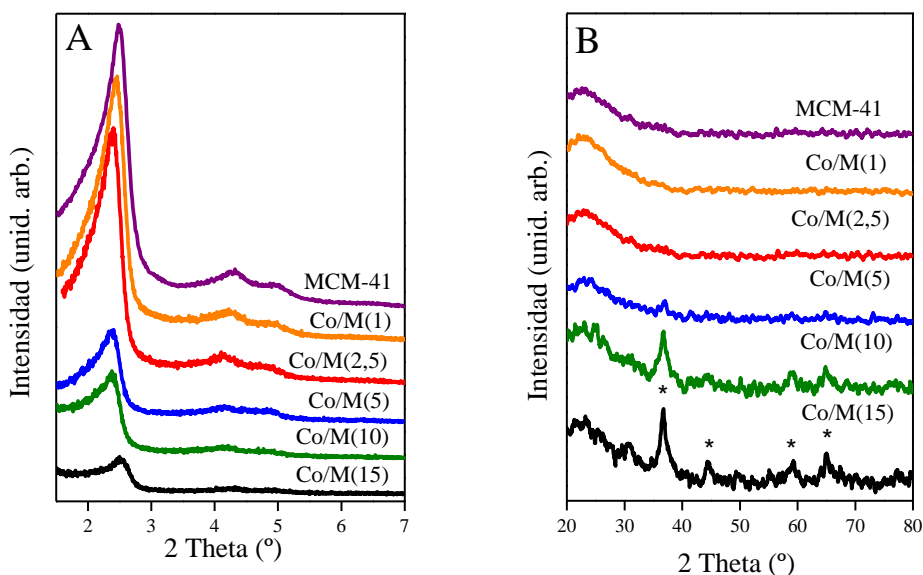 A
Intensidad (unid. arb.)
MCM-41
Co/M(1)
Co/M(2,5)
Co/M(5)
Co/M(10)
Co/M(15)
2 3 4 5 6 7
2 Theta (º)
B
Intensidad (unid. arb.)
MCM-41
Co/M(1)
Co/M(2,5)
Co/M(5)
Co/M(10)
*
Co/M(15)
* * *
20 30 40 50 60 70 80
2 Theta (º)